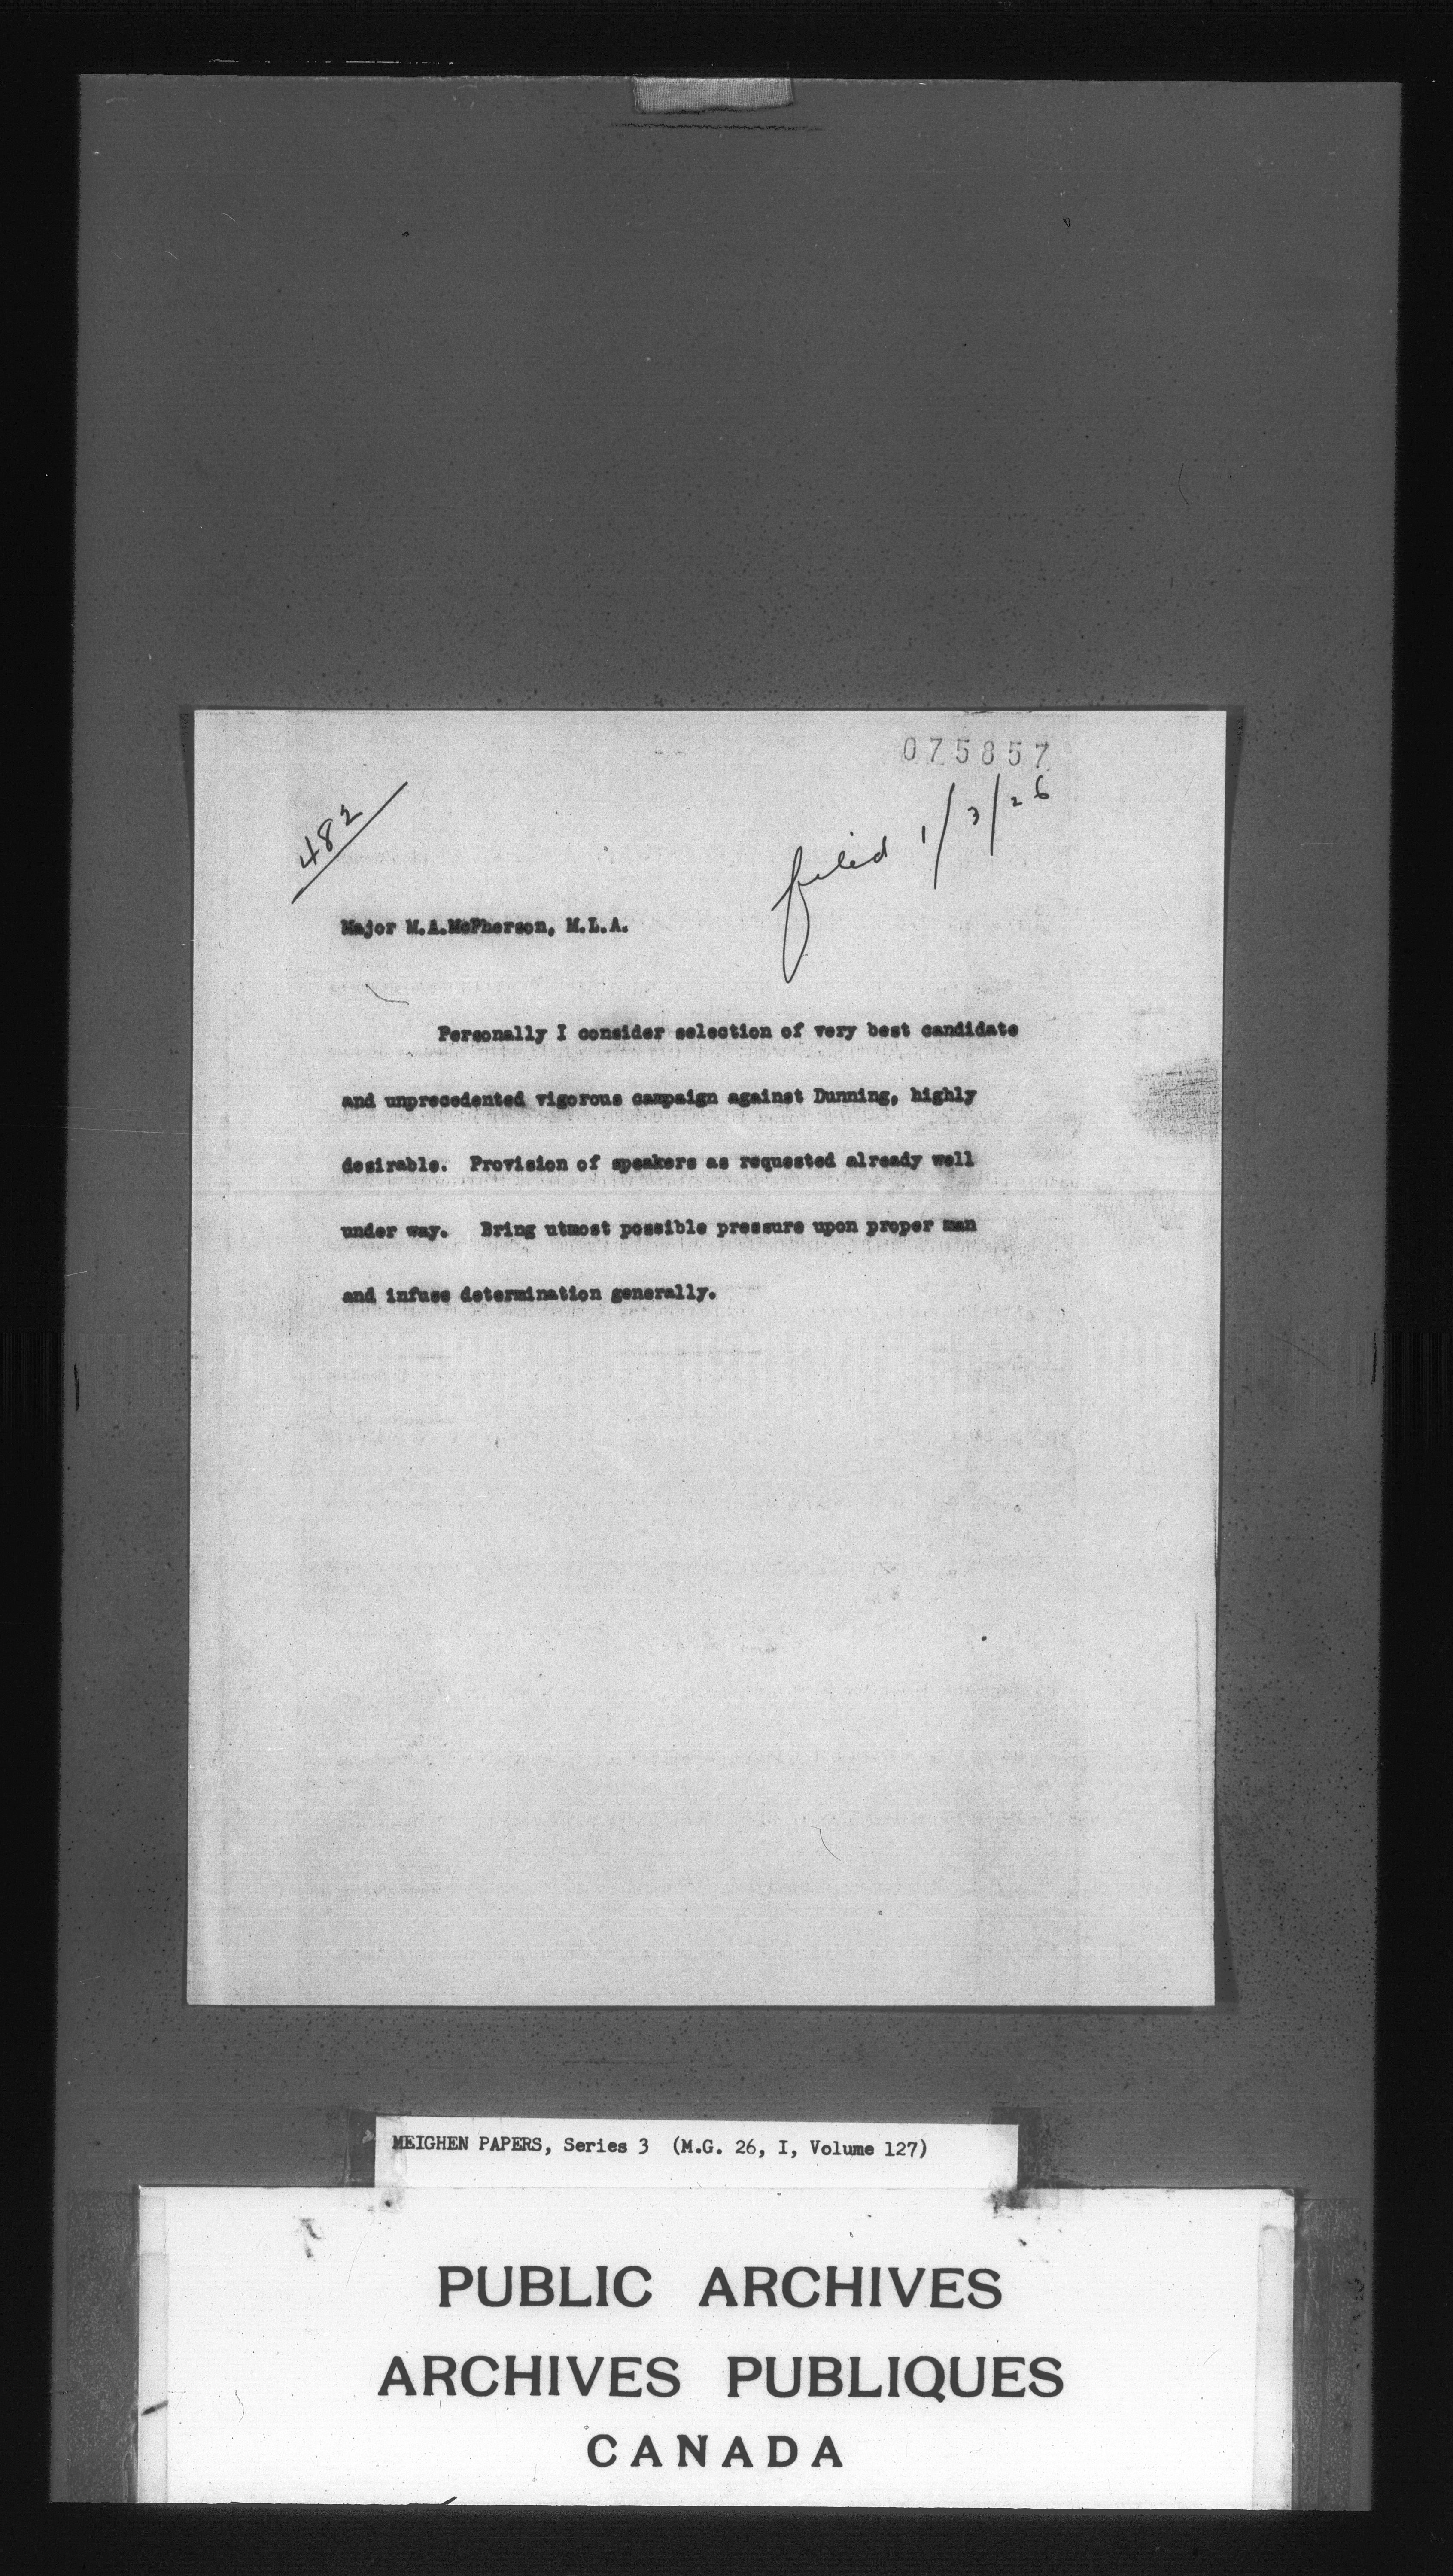 075857
482
filed 1/3/26
Major M.A.McPherson, M.L.A.
Personally I consider selection of very best candidate
and unprecedented vigorous campaign against Dunning, highly
desirable. Provision of speakers as requested already well
under way. Bring utmost possible pressure upon proper man
and infuse determination generally.
MEIGHEN PAPERS, Series 3 (M.G. 26, I, Volume 127)
PUBLIC ARCHIVES
ARCHIVES PUBLIQUES
CANADA